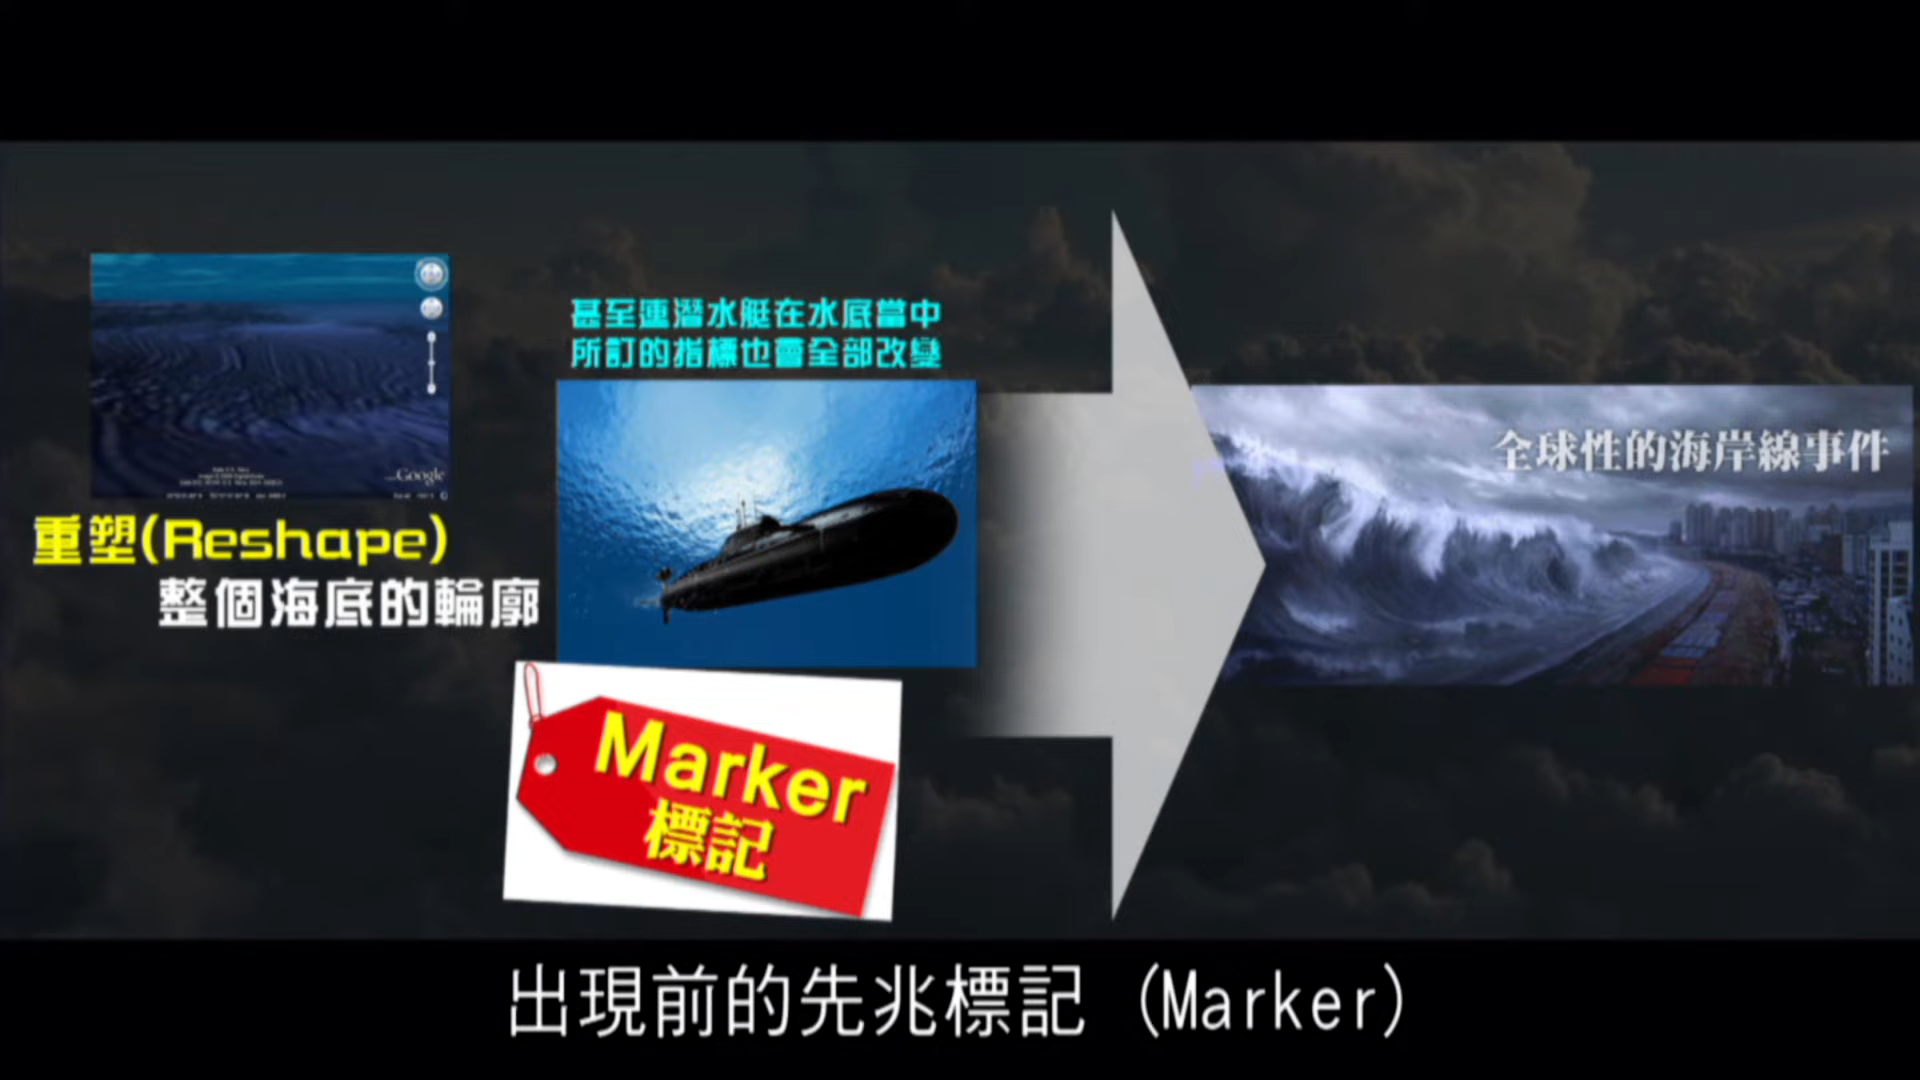 甚至連潛水艇在水底當中
所訂的指標也會全部改變
Google
重塑(Reshape)
整個海底的輪廓
全球性的海岸線事件
Marker
標記
出現前的先兆標記 (Marker)